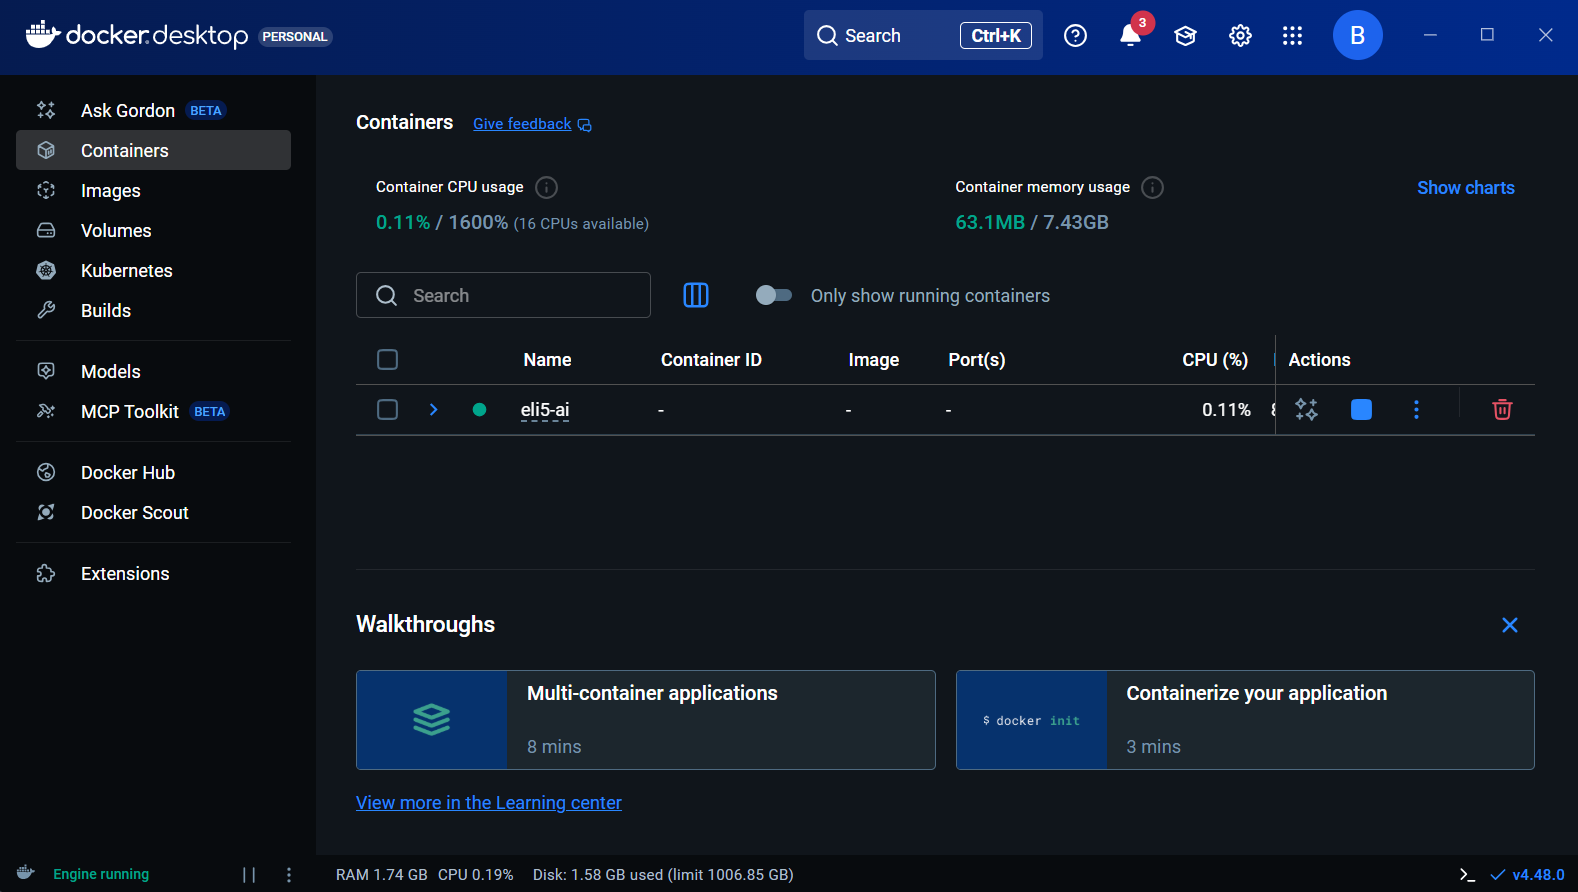 docker desktop PERSONAL
Search Ctrl+K
3
B
Ask Gordon BETA
Containers
Images
Volumes
Kubernetes
Builds
Models
MCP Toolkit BETA
Docker Hub
Docker Scout
Extensions
Containers Give feedback
Container CPU usage
0.11% / 1600% (16 CPUs available)
Container memory usage
63.1MB / 7.43GB
Show charts
Search
Only show running containers
Name Container ID Image Port(s) CPU (%) Actions
eli5-ai - - - 0.11%
Walkthroughs
Multi-container applications
8 mins
$ docker init
Containerize your application
3 mins
View more in the Learning center
Engine running
RAM 1.74 GB CPU 0.19% Disk: 1.58 GB used (limit 1006.85 GB)
v4.48.0